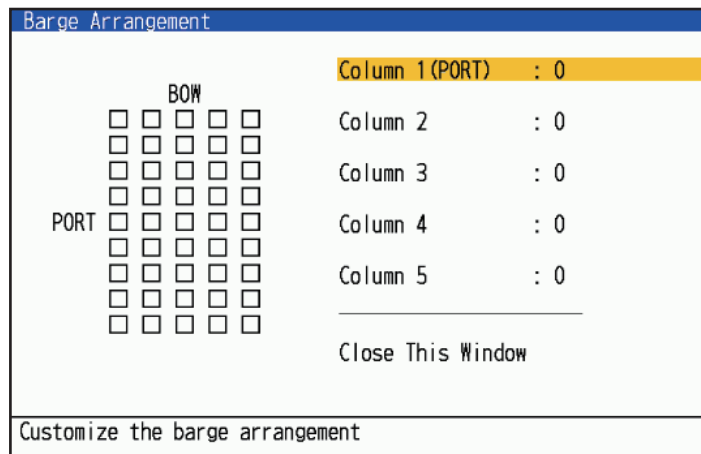 Barge Arrangement
BOW
PORT
Column 1(PORT) : 0
Column 2 : 0
Column 3 : 0
Column 4 : 0
Column 5 : 0
Close This Window
Customize the barge arrangement